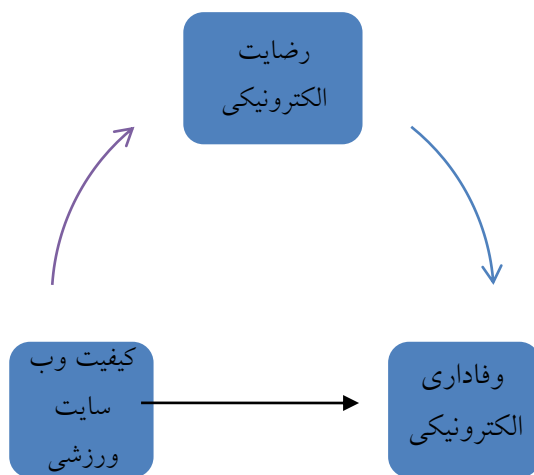 رضایت
الکترونیکی
کیفیت وب
سایت
ورزشی
وفاداری
الکترونیکی